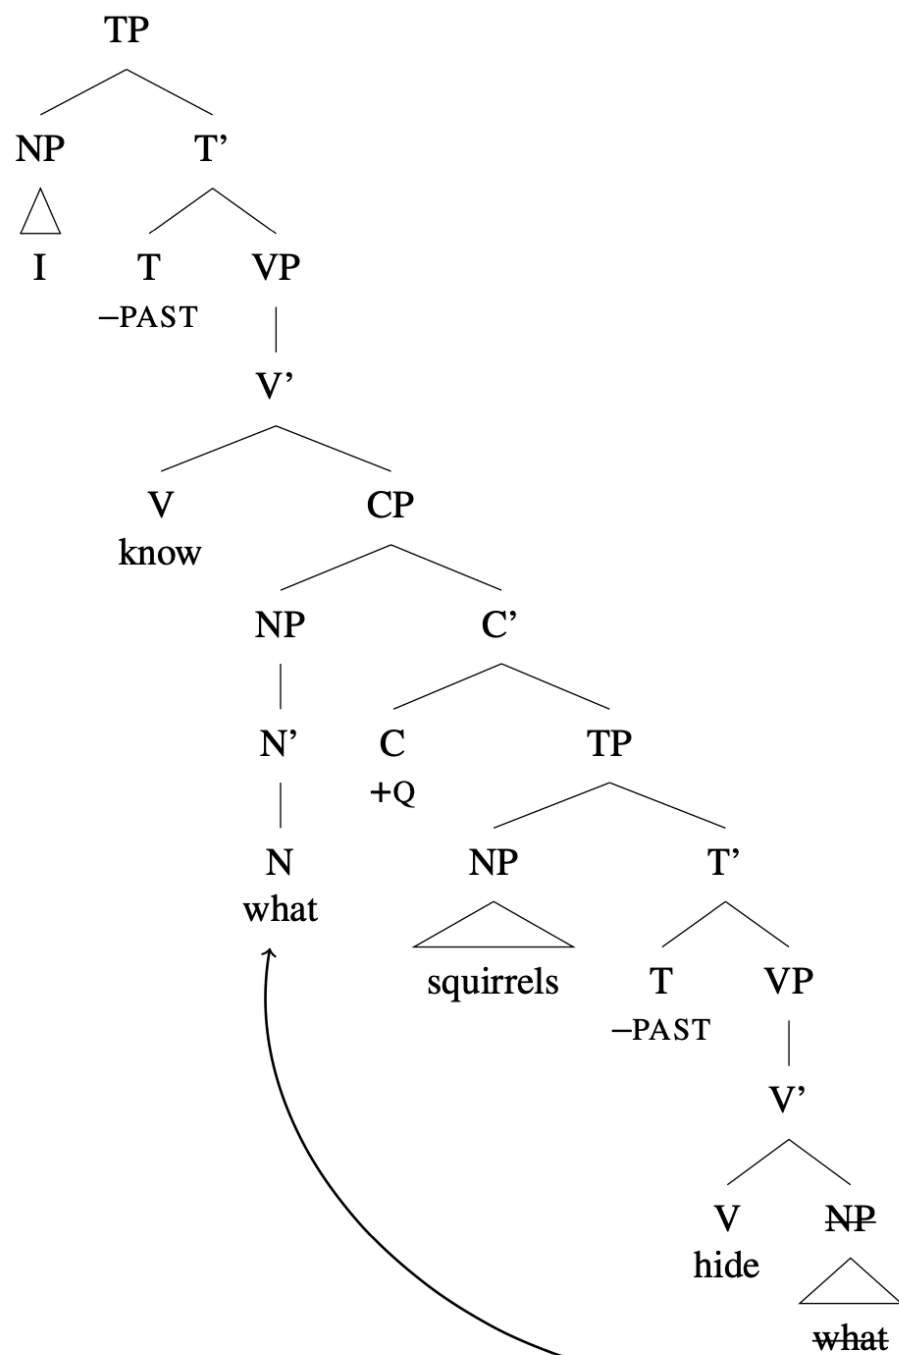 TP
NP T’
I T VP
–PAST
V’
V CP
know
NP C’
N’ C TP
+Q
N NP T’
what
squirrels T VP
–PAST
V’
V NP
hide
what